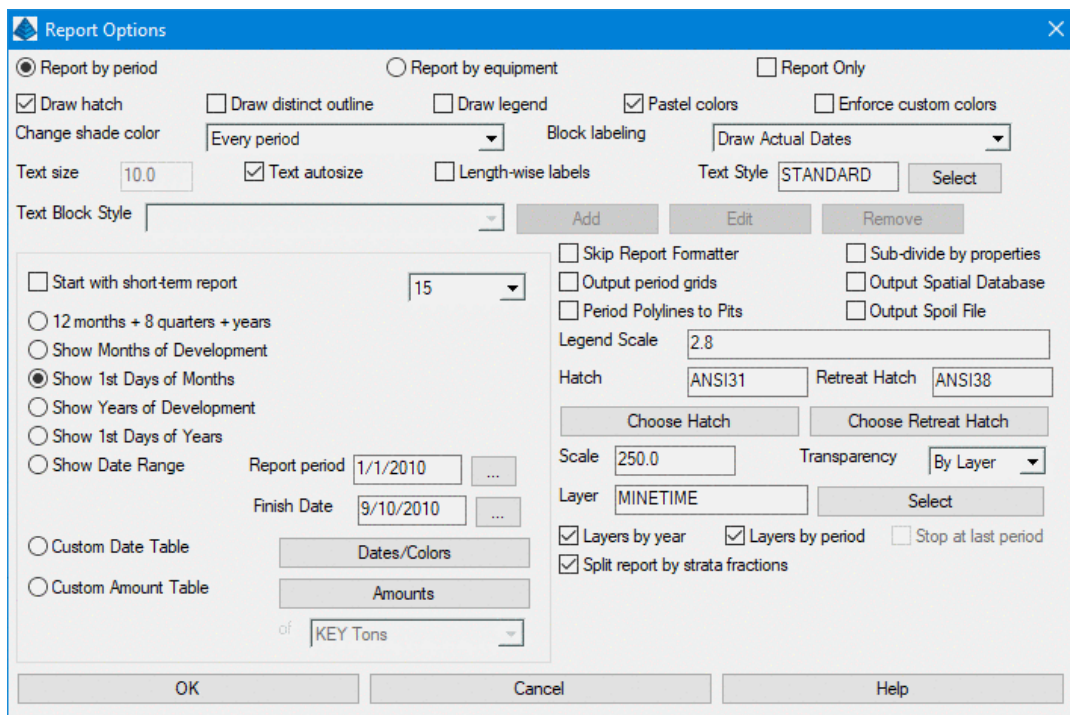 Report Options
Report by period Report by equipment Report Only
Draw hatch Draw distinct outline Draw legend Pastel colors Enforce custom colors
Change shade color Every period Block labeling Draw Actual Dates
Text size 10.0 Text autosize Length-wise labels Text Style STANDARD Select
Text Block Style Add Edit Remove
Start with short-term report 15
12 months + 8 quarters + years
Show Months of Development
Show 1st Days of Months
Show Years of Development
Show 1st Days of Years
Show Date Range Report period 1/1/2010 ...
Finish Date 9/10/2010 ...
Custom Date Table Dates/Colors
Custom Amount Table Amounts
of KEY Tons
Skip Report Formatter Sub-divide by properties
Output period grids Output Spatial Database
Period Polylines to Pits Output Spoil File
Legend Scale 2.8
Hatch ANSI31 Retreat Hatch ANSI38
Choose Hatch Choose Retreat Hatch
Scale 250.0 Transparency By Layer
Layer MINETIME Select
Layers by year Layers by period Stop at last period
Split report by strata fractions
OK Cancel Help